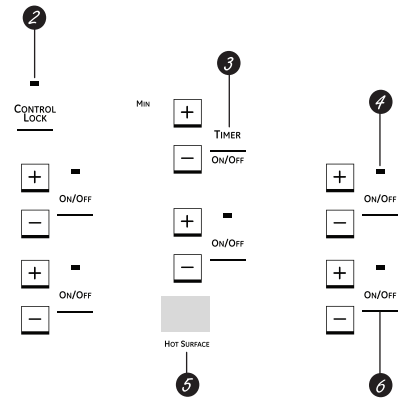 2
3
MIN
+
CONTROL
LOCK
TIMER
4
−
ON/OFF
+
+
ON/OFF
ON/OFF
+
−
ON/OFF
−
−
+
+
ON/OFF
ON/OFF
−
−
HOT SURFACE
5
6